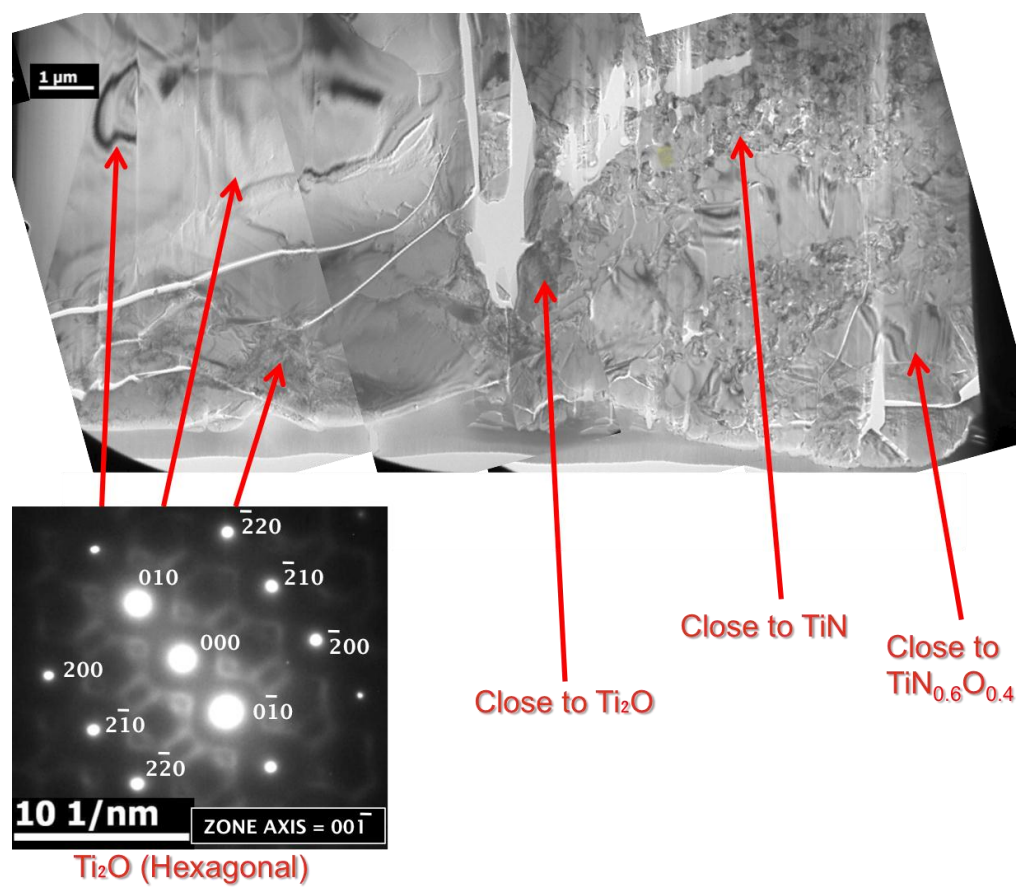 1 μm
2̅20
010
2̅10
000
2̅00
200
01̅0
21̅0
22̅0
10 1/nm
ZONE AXIS = 001̅
Ti₂O (Hexagonal)
Close to Ti₂O
Close to TiN
Close to
TiN₀.₆O₀.₄